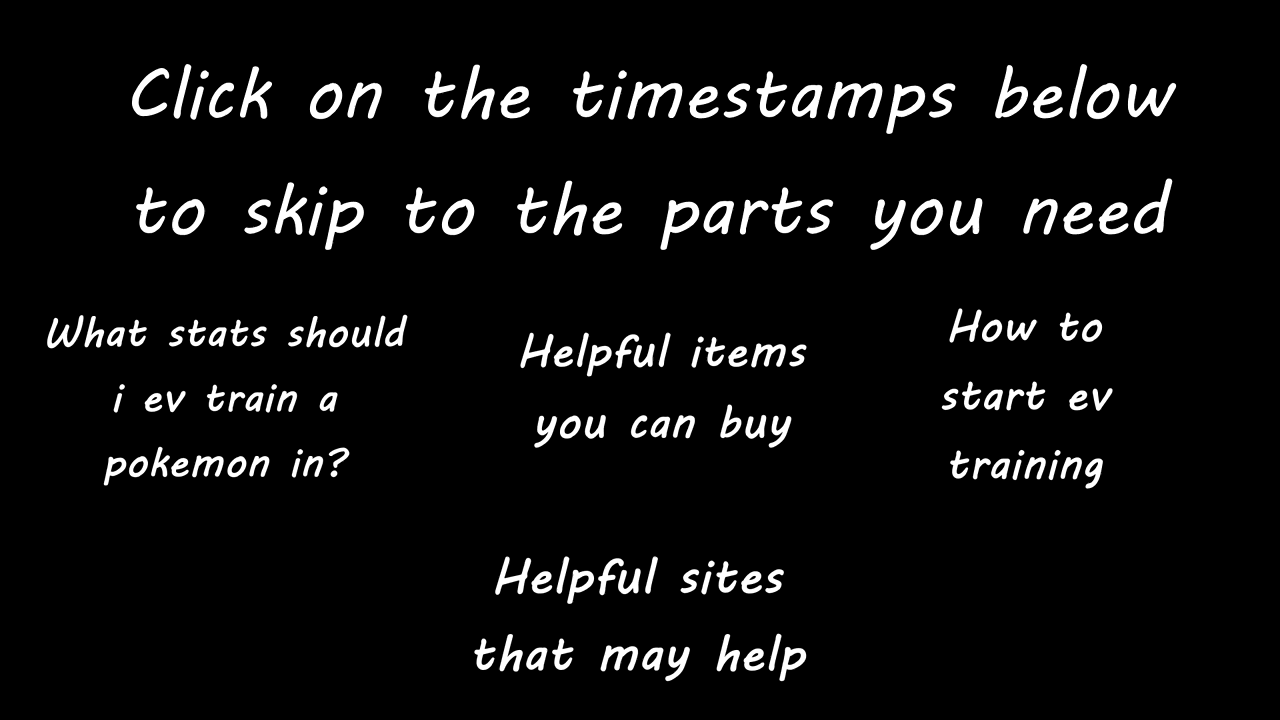 Click on the timestamps below
to skip to the parts you need
What stats should
i ev train a
pokemon in?
Helpful items
you can buy
How to
start ev
training
Helpful sites
that may help